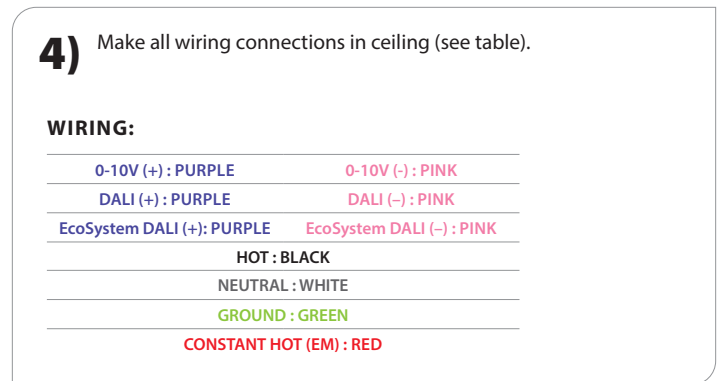 4) Make all wiring connections in ceiling (see table).
WIRING:
0-10V (+) : PURPLE 0-10V (-) : PINK
DALI (+) : PURPLE DALI (–) : PINK
EcoSystem DALI (+): PURPLE EcoSystem DALI (–) : PINK
HOT : BLACK
NEUTRAL : WHITE
GROUND : GREEN
CONSTANT HOT (EM) : RED